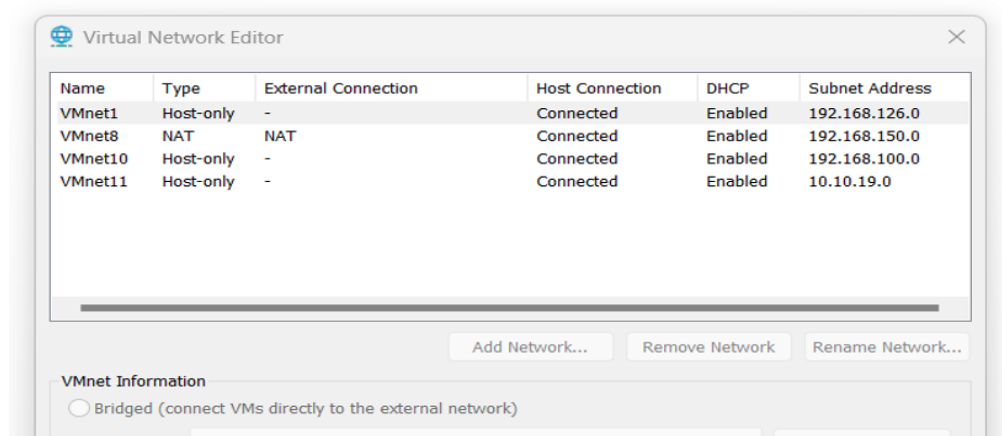 Virtual Network Editor
Name Type External Connection Host Connection DHCP Subnet Address
VMnet1 Host-only - Connected Enabled 192.168.126.0
VMnet8 NAT NAT Connected Enabled 192.168.150.0
VMnet10 Host-only - Connected Enabled 192.168.100.0
VMnet11 Host-only - Connected Enabled 10.10.19.0
Add Network... Remove Network Rename Network...
VMnet Information
Bridged (connect VMs directly to the external network)